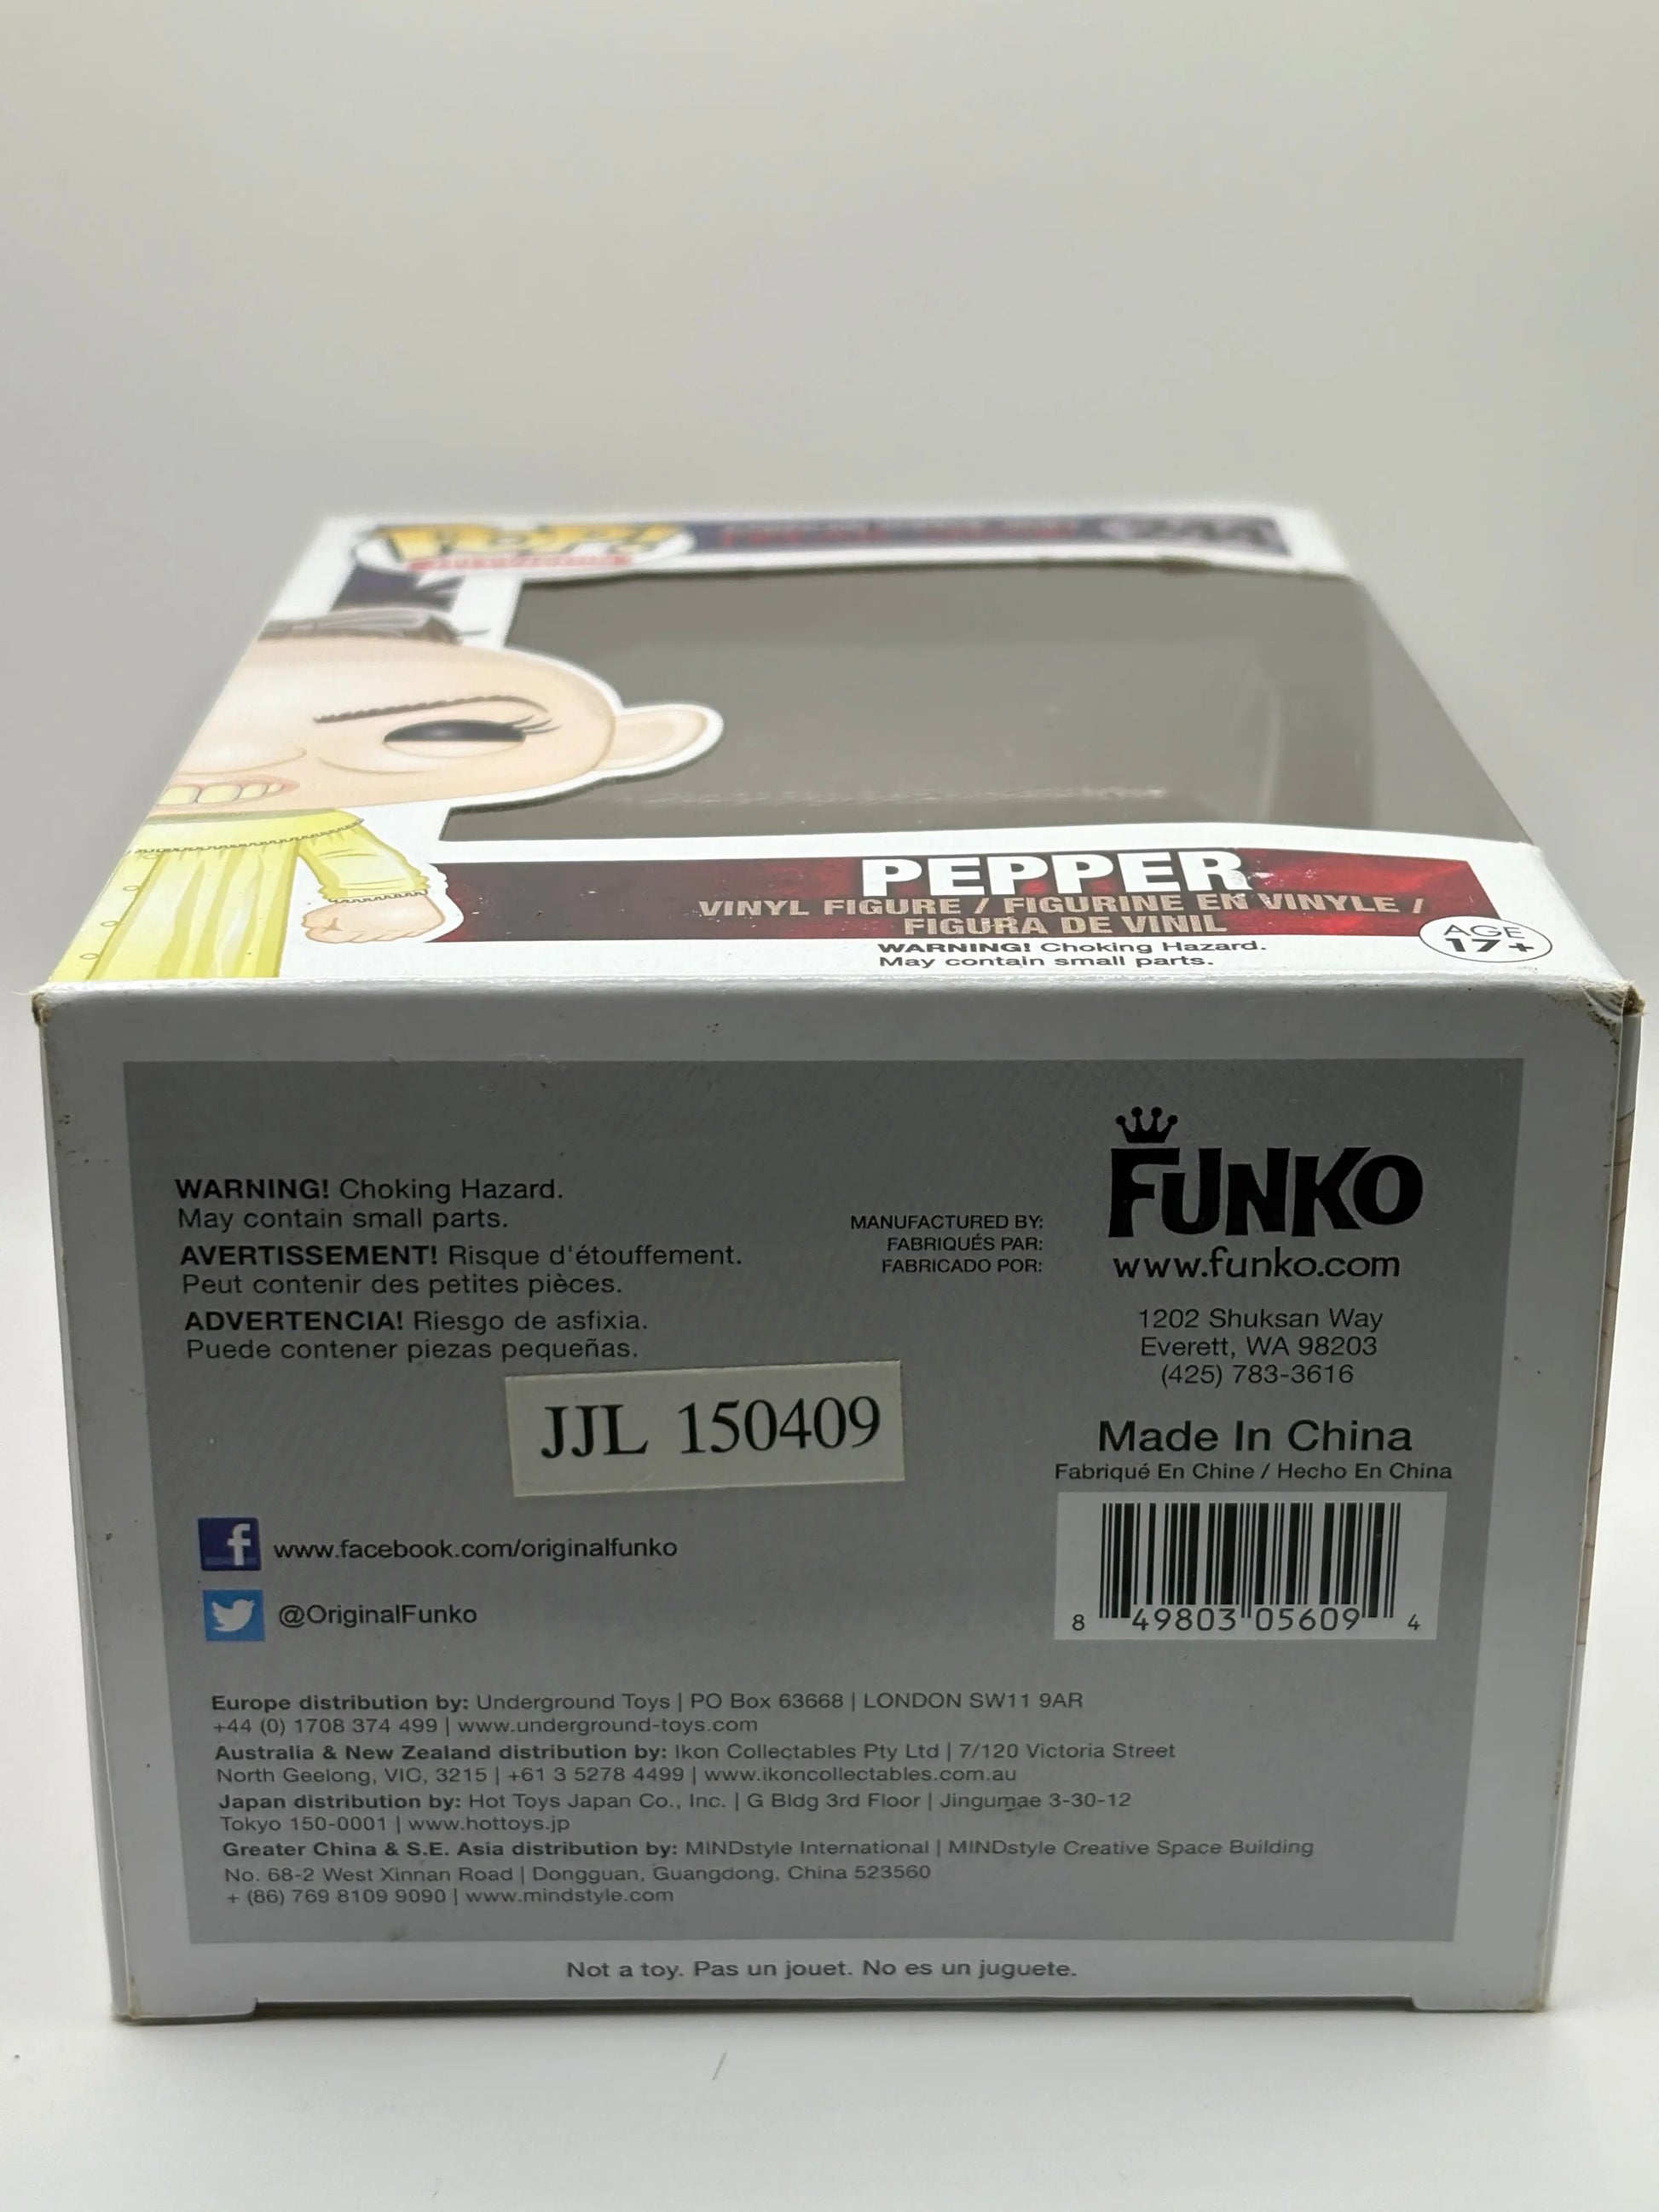 POP!
TELEVISION
FREAK SHOW
244
PEPPER
VINYL FIGURE / FIGURINE EN VINYLE /
FIGURA DE VINIL
WARNING! Choking Hazard.
May contain small parts.
AGE
17+
WARNING! Choking Hazard.
May contain small parts.
AVERTISSEMENT! Risque d'étouffement.
Peut contenir des petites pièces.
ADVERTENCIA! Riesgo de asfixia.
Puede contener piezas pequeñas.
MANUFACTURED BY:
FABRIQUÉS PAR:
FABRICADO POR:
FUNKO
www.funko.com
1202 Shuksan Way
Everett, WA 98203
(425) 783-3616
Made In China
Fabriqué En Chine / Hecho En China
JJL 150409
8 49803 05609 4
f www.facebook.com/originalfunko
@OriginalFunko
Europe distribution by: Underground Toys | PO Box 63668 | LONDON SW11 9AR
+44 (0) 1708 374 499 | www.underground-toys.com
Australia & New Zealand distribution by: Ikon Collectables Pty Ltd | 7/120 Victoria Street
North Geelong, VIC, 3215 | +61 3 5278 4499 | www.ikoncollectables.com.au
Japan distribution by: Hot Toys Japan Co., Inc. | G Bldg 3rd Floor | Jingumae 3-30-12
Tokyo 150-0001 | www.hottoys.jp
Greater China & S.E. Asia distribution by: MINDstyle International | MINDstyle Creative Space Building
No. 68-2 West Xinnan Road | Dongguan, Guangdong, China 523560
+ (86) 769 8109 9090 | www.mindstyle.com
Not a toy. Pas un jouet. No es un juguete.